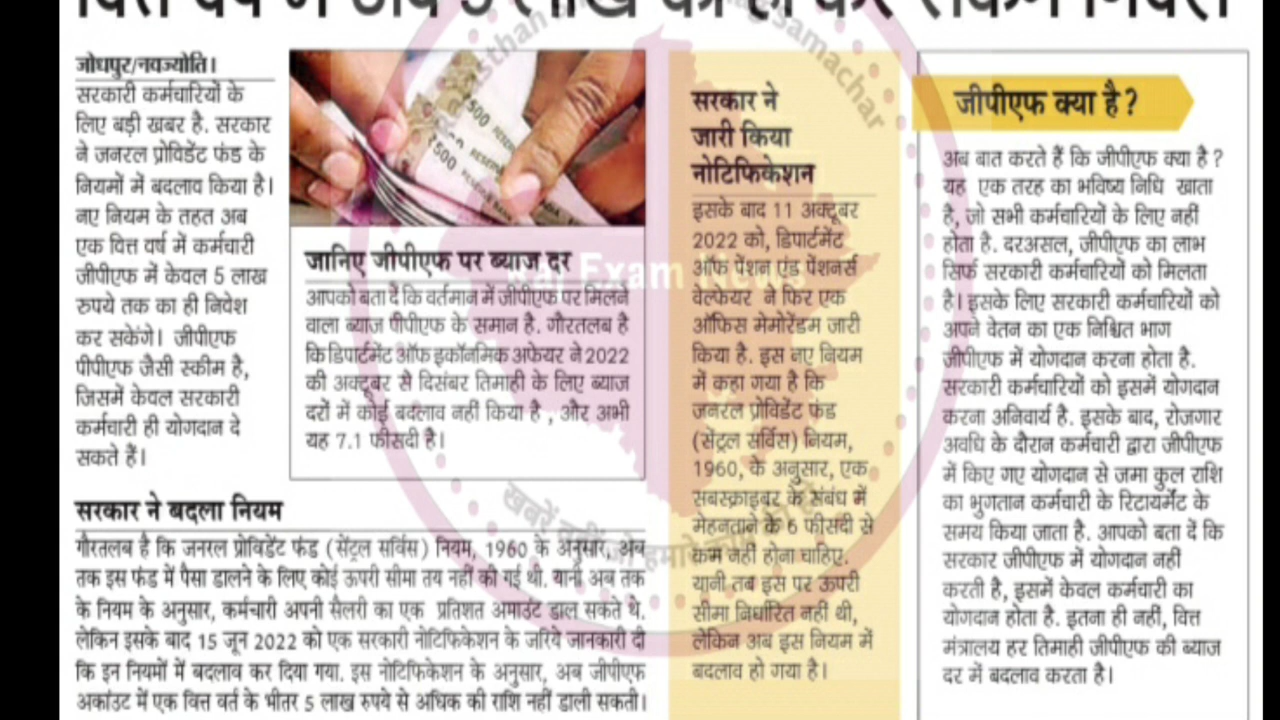 वित्त वर्ष में अब 5 लाख का ही कर सकेंगे निवेश
जोधपुर/नवज्योति।
सरकारी कर्मचारियों के
लिए बड़ी खबर है. सरकार
ने जनरल प्रोविडेंट फंड के
नियमों में बदलाव किया है।
नए नियम के तहत अब
एक वित्त वर्ष में कर्मचारी
जीपीएफ में केवल 5 लाख
रुपये तक का ही निवेश
कर सकेंगे। जीपीएफ
पीपीएफ जैसी स्कीम है,
जिसमें केवल सरकारी
कर्मचारी ही योगदान दे
सकते हैं।
जानिए जीपीएफ पर ब्याज दर
आपको बता दें कि वर्तमान में जीपीएफ पर मिलने
वाला ब्याज पीपीएफ के समान है. गौरतलब है
कि डिपार्टमेंट ऑफ इकॉनमिक अफेयर ने 2022
की अक्टूबर से दिसंबर तिमाही के लिए ब्याज
दरों में कोई बदलाव नहीं किया है , और अभी
यह 7.1 फीसदी है।
सरकार ने बदला नियम
गौरतलब है कि जनरल प्रोविडेंट फंड (सेंट्रल सर्विस) नियम, 1960 के अनुसार, अब
तक इस फंड में पैसा डालने के लिए कोई ऊपरी सीमा तय नहीं की गई थी. यानी अब तक
के नियम के अनुसार, कर्मचारी अपनी सैलरी का एक प्रतिशत अमाउंट डाल सकते थे.
लेकिन इसके बाद 15 जून 2022 को एक सरकारी नोटिफिकेशन के जरिये जानकारी दी
कि इन नियमों में बदलाव कर दिया गया. इस नोटिफिकेशन के अनुसार, अब जीपीएफ
अकांउट में एक वित्त वर्त के भीतर 5 लाख रुपये से अधिक की राशि नहीं डाली सकती।
सरकार ने
जारी किया
नोटिफिकेशन
इसके बाद 11 अक्टूबर
2022 को, डिपार्टमेंट
ऑफ पेंशन एंड पेंशनर्स
वेल्फेयर ने फिर एक
ऑफिस मेमोरेंडम जारी
किया है. इस नए नियम
में कहा गया है कि
जनरल प्रोविडेंट फंड
(सेंट्रल सर्विस) नियम,
1960, के अनुसार, एक
सबस्क्राइबर के संबंध में
मेहनताने के 6 फीसदी से
कम नहीं होना चाहिए.
यानी तब इस पर ऊपरी
सीमा निर्धारित नहीं थी,
लेकिन अब इस नियम में
बदलाव हो गया है।
जीपीएफ क्या है?
अब बात करते हैं कि जीपीएफ क्या है ?
यह एक तरह का भविष्य निधि खाता
है, जो सभी कर्मचारियों के लिए नहीं
होता है. दरअसल, जीपीएफ का लाभ
सिर्फ सरकारी कर्मचारियों को मिलता
है। इसके लिए सरकारी कर्मचारियों को
अपने वेतन का एक निश्चित भाग
जीपीएफ में योगदान करना होता है.
सरकारी कर्मचारियों को इसमें योगदान
करना अनिवार्य है. इसके बाद, रोजगार
अवधि के दौरान कर्मचारी द्वारा जीपीएफ
में किए गए योगदान से जमा कुल राशि
का भुगतान कर्मचारी के रिटायर्मेंट के
समय किया जाता है. आपको बता दें कि
सरकार जीपीएफ में योगदान नहीं
करती है, इसमें केवल कर्मचारी का
योगदान होता है. इतना ही नहीं, वित्त
मंत्रालय हर तिमाही जीपीएफ की ब्याज
दर में बदलाव करता है।
Raj Exam News
Samachar